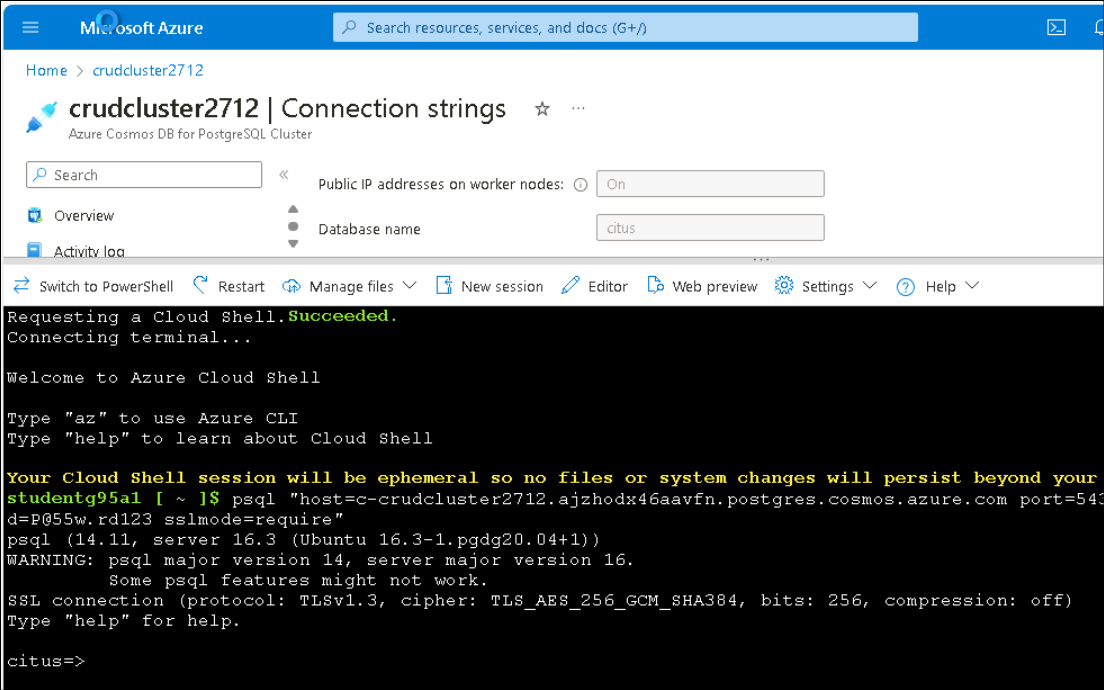 Microsoft Azure
Search resources, services, and docs (G+/)
Home > crudcluster2712
crudcluster2712 | Connection strings
Azure Cosmos DB for PostgreSQL Cluster
Search
Public IP addresses on worker nodes: On
Overview
Database name citus
Activity log
Switch to PowerShell Restart Manage files New session Editor Web preview Settings Help
Requesting a Cloud Shell.Succeeded.
Connecting terminal...
Welcome to Azure Cloud Shell
Type "az" to use Azure CLI
Type "help" to learn about Cloud Shell
Your Cloud Shell session will be ephemeral so no files or system changes will persist beyond your
studentg95a1 [ ~ ]$ psql "host=c-crudcluster2712.ajzhodx46aavfn.postgres.cosmos.azure.com port=543
d=P@55w.rd123 sslmode=require"
psql (14.11, server 16.3 (Ubuntu 16.3-1.pgdg20.04+1))
WARNING: psql major version 14, server major version 16.
Some psql features might not work.
SSL connection (protocol: TLSv1.3, cipher: TLS_AES_256_GCM_SHA384, bits: 256, compression: off)
Type "help" for help.
citus=>